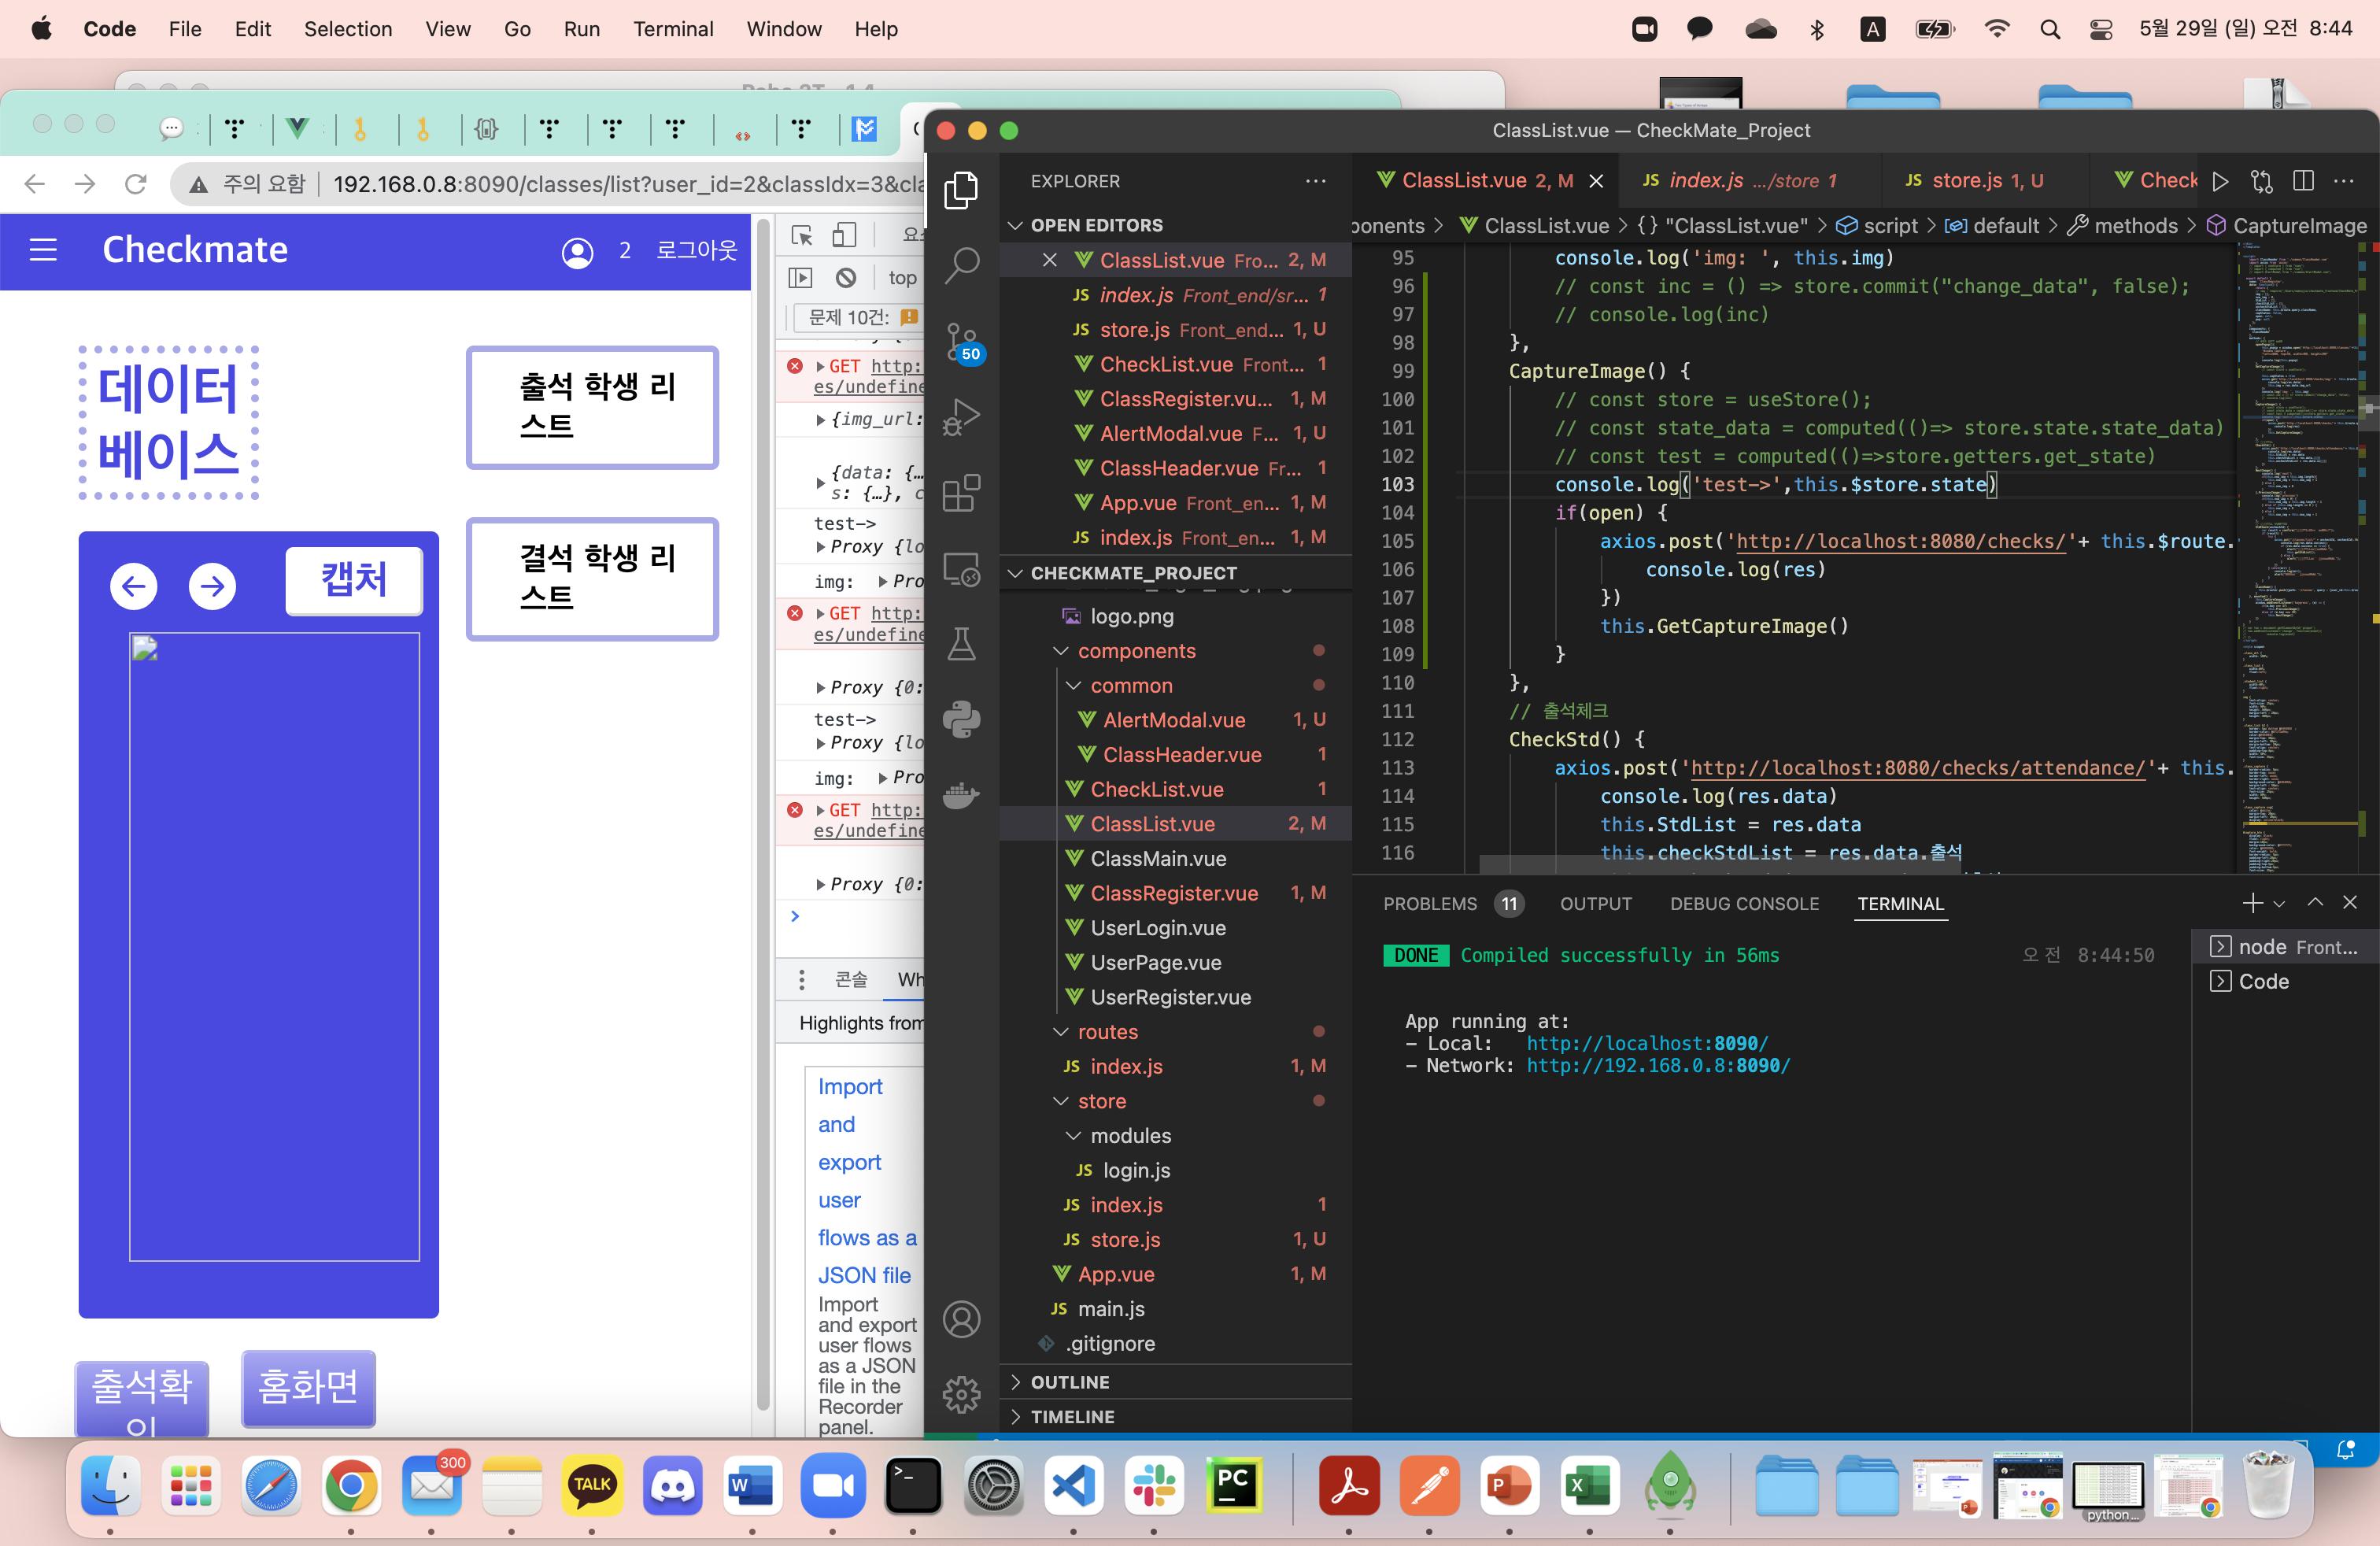 Code File Edit Selection View Go Run Terminal Window Help
A
5월 29일 (일) 오전 8:44
주의 요함
192.168.0.8:8090/classes/list?user_id=2&classIdx=3&cla
Checkmate
2
로그아웃
데이터
베이스
출석 학생 리
스트
결석 학생 리
스트
캡처
출석확
인
홈화면
top
문제 10건:
GET http:
es/undefine
{img_url:
{data: {…
s: {…}, c
test->
Proxy {lo
img: Pro
GET http:
es/undefine
Proxy {0:
test->
Proxy {lo
img: Pro
GET http:
es/undefine
Proxy {0:
콘솔
Wh
Highlights from
Import
and
export
user
flows as a
JSON file
Import
and export
user flows
as a JSON
file in the
Recorder
panel.
ClassList.vue — CheckMate_Project
EXPLORER
OPEN EDITORS
ClassList.vue Fro... 2, M
index.js Front_end/sr... 1
store.js Front_end... 1, U
CheckList.vue Front... 1
ClassRegister.vu... 1, M
AlertModal.vue F... 1, U
ClassHeader.vue Fr... 1
App.vue Front_en... 1, M
index.js Front_en... 1, M
CHECKMATE_PROJECT
50
logo.png
components
common
AlertModal.vue 1, U
ClassHeader.vue 1
CheckList.vue 1
ClassList.vue 2, M
ClassMain.vue
ClassRegister.vue 1, M
UserLogin.vue
UserPage.vue
UserRegister.vue
routes
JS index.js 1, M
store
modules
JS login.js
JS index.js 1
JS store.js 1, U
App.vue 1, M
JS main.js
.gitignore
OUTLINE
TIMELINE
ClassList.vue 2, M
JS index.js .../store 1
JS store.js 1, U
Check
ponents > ClassList.vue > {} "ClassList.vue" > script > default > methods > CaptureImage
95 console.log('img: ', this.img)
96 // const inc = () => store.commit("change_data", false);
97 // console.log(inc)
98 },
99 CaptureImage() {
100 // const store = useStore();
101 // const state_data = computed(()=> store.state.state_data)
102 // const test = computed(()=>store.getters.get_state)
103 console.log('test->',this.$store.state)
104 if(open) {
105 axios.post('http://localhost:8080/checks/'+ this.$route.
106 console.log(res)
107 })
108 this.GetCaptureImage()
109 }
110 },
111 // 출석체크
112 CheckStd() {
113 axios.post('http://localhost:8080/checks/attendance/'+ this.
114 console.log(res.data)
115 this.StdList = res.data
116 this.checkStdList = res.data.출석
PROBLEMS 11 OUTPUT DEBUG CONSOLE TERMINAL
DONE Compiled successfully in 56ms
오전 8:44:50
App running at:
- Local: http://localhost:8090/
- Network: http://192.168.0.8:8090/
node Front...
Code
300
TALK
W
PC
P
X
python...